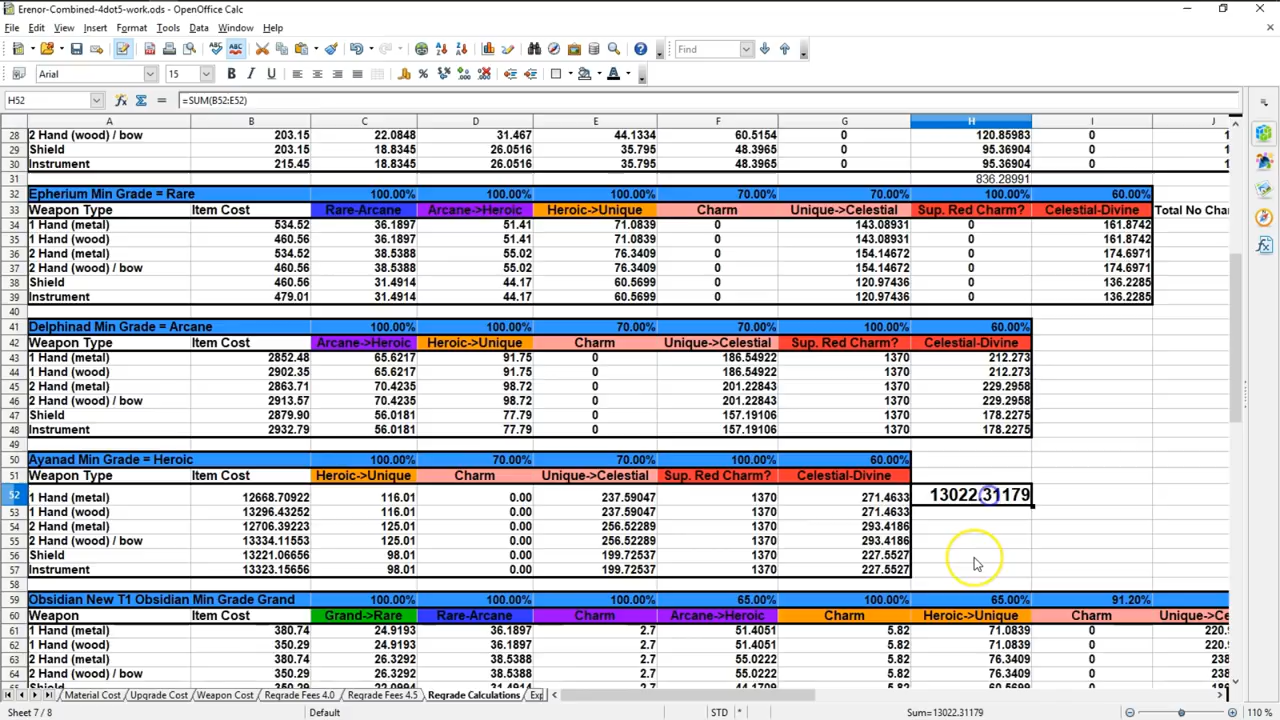 Erenor-Combined-4dot5-work.ods - OpenOffice Calc
File Edit View Insert Format Tools Data Window Help
Find
Arial 15
H52 =SUM(B52:E52)
A B C D E F G H I J
28 2 Hand (wood) / bow 203.15 22.0848 31.467 44.1334 60.5154 0 120.85983 0
29 Shield 203.15 18.8345 26.0516 35.795 48.3965 0 95.36904 0
30 Instrument 215.45 18.8345 26.0516 35.795 48.3965 0 95.36904 0
31 836.28991
32 Epherium Min Grade = Rare 100.00% 100.00% 100.00% 70.00% 70.00% 100.00% 60.00%
33 Weapon Type Item Cost Rare-Arcane Arcane->Heroic Heroic->Unique Charm Unique->Celestial Sup. Red Charm? Celestial-Divine Total No Char
34 1 Hand (metal) 534.52 36.1897 51.41 71.0839 0 143.08931 0 161.8742
35 1 Hand (wood) 460.56 36.1897 51.41 71.0839 0 143.08931 0 161.8742
36 2 Hand (metal) 534.52 38.5388 55.02 76.3409 0 154.14672 0 174.6971
37 2 Hand (wood) / bow 460.56 38.5388 55.02 76.3409 0 154.14672 0 174.6971
38 Shield 460.56 31.4914 44.17 60.5699 0 120.97436 0 136.2285
39 Instrument 479.01 31.4914 44.17 60.5699 0 120.97436 0 136.2285
40
41 Delphinad Min Grade = Arcane 100.00% 100.00% 70.00% 70.00% 100.00% 60.00%
42 Weapon Type Item Cost Arcane->Heroic Heroic->Unique Charm Unique->Celestial Sup. Red Charm? Celestial-Divine
43 1 Hand (metal) 2852.48 65.6217 91.75 0 186.54922 1370 212.273
44 1 Hand (wood) 2902.35 65.6217 91.75 0 186.54922 1370 212.273
45 2 Hand (metal) 2863.71 70.4235 98.72 0 201.22843 1370 229.2958
46 2 Hand (wood) / bow 2913.57 70.4235 98.72 0 201.22843 1370 229.2958
47 Shield 2879.90 56.0181 77.79 0 157.19106 1370 178.2275
48 Instrument 2932.79 56.0181 77.79 0 157.19106 1370 178.2275
49
50 Ayanad Min Grade = Heroic 100.00% 70.00% 70.00% 100.00% 60.00%
51 Weapon Type Item Cost Heroic->Unique Charm Unique->Celestial Sup. Red Charm? Celestial-Divine
52 1 Hand (metal) 12668.70922 116.01 0.00 237.59047 1370 271.4633 13022.31179
53 1 Hand (wood) 13296.43252 116.01 0.00 237.59047 1370 271.4633
54 2 Hand (metal) 12706.39223 125.01 0.00 256.52289 1370 293.4186
55 2 Hand (wood) / bow 13334.11553 125.01 0.00 256.52289 1370 293.4186
56 Shield 13221.06656 98.01 0.00 199.72537 1370 227.5527
57 Instrument 13323.15656 98.01 0.00 199.72537 1370 227.5527
58
59 Obsidian New T1 Obsidian Min Grade Grand 100.00% 100.00% 100.00% 65.00% 100.00% 65.00% 91.20%
60 Weapon Item Cost Grand->Rare Rare-Arcane Charm Arcane->Heroic Charm Heroic->Unique Charm Unique->Ce
61 1 Hand (metal) 380.74 24.9193 36.1897 2.7 51.4051 5.82 71.0839 0 220.
62 1 Hand (wood) 350.29 24.9193 36.1897 2.7 51.4051 5.82 71.0839 0 220.
63 2 Hand (metal) 380.74 26.3292 38.5388 2.7 55.0222 5.82 76.3409 0 238
64 2 Hand (wood) / bow 350.29 26.3292 38.5388 2.7 55.0222 5.82 76.3409 0 238
Material Cost Upgrade Cost Weapon Cost Regrade Fees 4.0 Regrade Fees 4.5 Regrade Calculations Exp
Sheet 7 / 8 Default STD * Sum=13022.31179 110 %